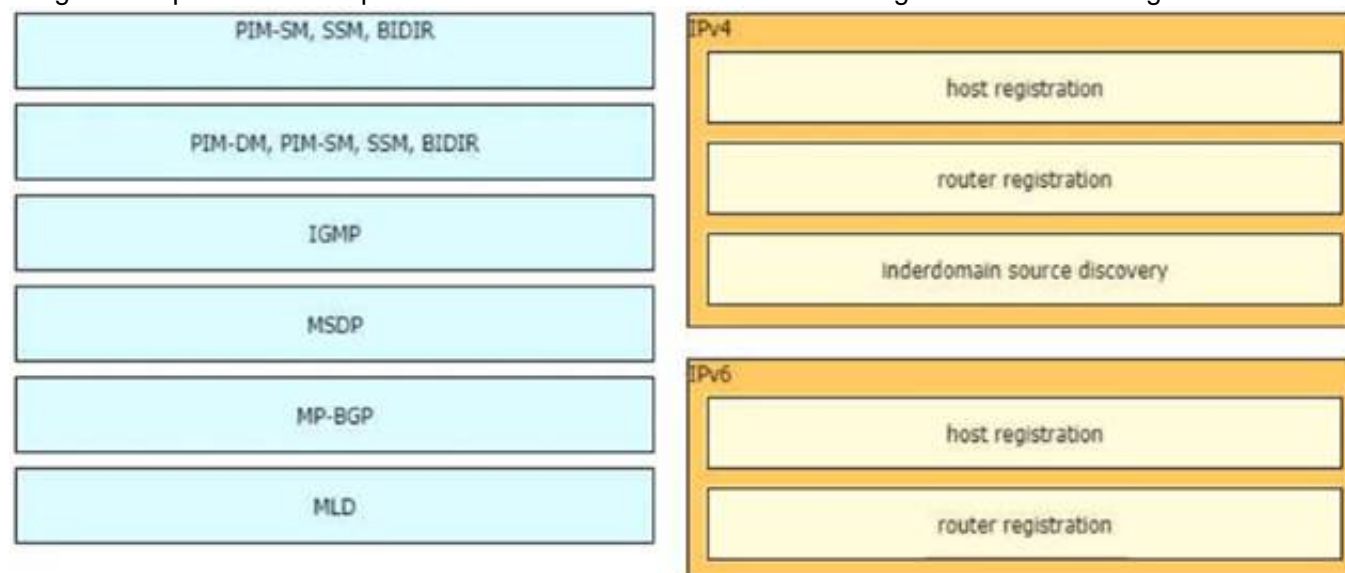 PIM-SM, SSM, BIDIR
PIM-DM, PIM-SM, SSM, BIDIR
IGMP
MSDP
MP-BGP
MLD
IPv4
host registration
router registration
Inderdomain source discovery
IPv6
host registration
router registration